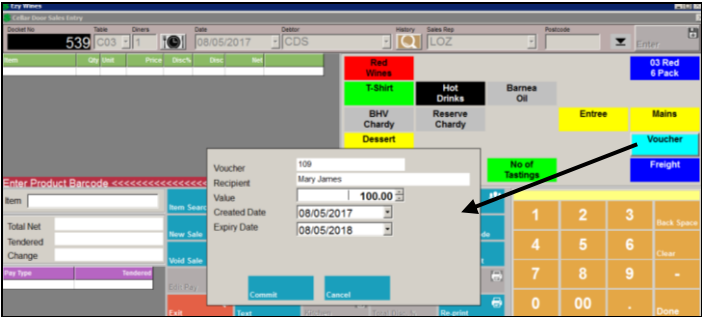 Ezy Wines
Cellar Door Sales Entry
Docket No Table Diners Date Debtor History Sales Rep Postcode
539 C03 1 08/05/2017 CDS LOZ Enter
Item Qty Unit Price Disc% Disc Net
Red Wines
03 Red 6 Pack
T-Shirt
Hot Drinks
Barnea Oil
BHV Chardy
Reserve Chardy
Entree
Mains
Dessert
Voucher
No of Tastings
Freight
Enter Product Barcode <<<<<<<<<<<<<<<<
Item
Item Searc
Total Net
Tendered
Change
New Sale
Void Sale
Pay Type Tendered
Edit Pay
Exit
Text
Re-print
Voucher 109
Recipient Mary James
Value 100.00
Created Date 08/05/2017
Expiry Date 08/05/2018
Commit Cancel
1 2 3 Back Space
4 5 6 Clear
7 8 9 -
0 00 . Done